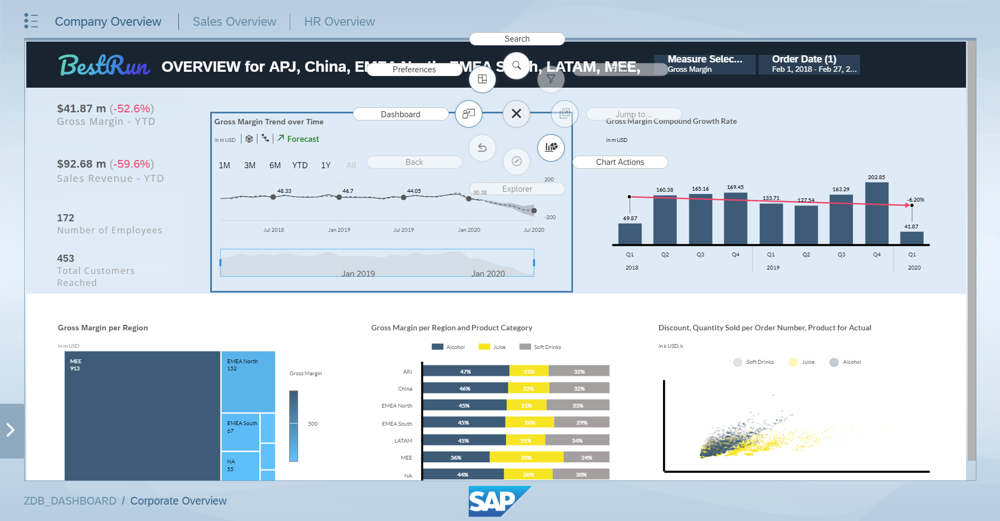 Company Overview
Sales Overview
HR Overview
Search
BestRun
OVERVIEW for APJ, China, EMEA North, EMEA South, LATAM, MEE,
Preferences
Filter
Measure Selec...
Gross Margin
Order Date (1)
Feb 1, 2018 - Feb 27, 2...
$41.87 m (-52.6%)
Gross Margin - YTD
$92.68 m (-59.6%)
Sales Revenue - YTD
172
Number of Employees
453
Total Customers
Reached
Dashboard
Jump to...
Back
Chart Actions
Explorer
Gross Margin Trend over Time
in m USD
Forecast
1M 3M 6M YTD 1Y All
48.33 46.7 44.05 30.38
200
-200
Jul 2018 Jan 2019 Jul 2019 Jan 2020 Jul 2020
Jan 2019 Jan 2020
Gross Margin Compound Growth Rate
in m USD
69.87 160.38 165.16 169.45 133.71 127.54 163.29 202.85 41.87
-6.20%
Q1 Q2 Q3 Q4 Q1 Q2 Q3 Q4 Q1
2018 2019 2020
Gross Margin per Region
in m USD
MEE
913
EMEA North
152
EMEA South
67
NA
55
Gross Margin
500
Gross Margin per Region and Product Category
Alcohol Juice Soft Drinks
APJ 47% 21% 32%
China 46% 22% 32%
EMEA North 45% 21% 33%
EMEA South 45% 26% 29%
LATAM 45% 21% 34%
MEE 36% 39% 24%
NA 44% 26% 30%
Discount, Quantity Sold per Order Number, Product for Actual
in k USD, k
Soft Drinks Juice Alcohol
ZDB_DASHBOARD / Corporate Overview
SAP